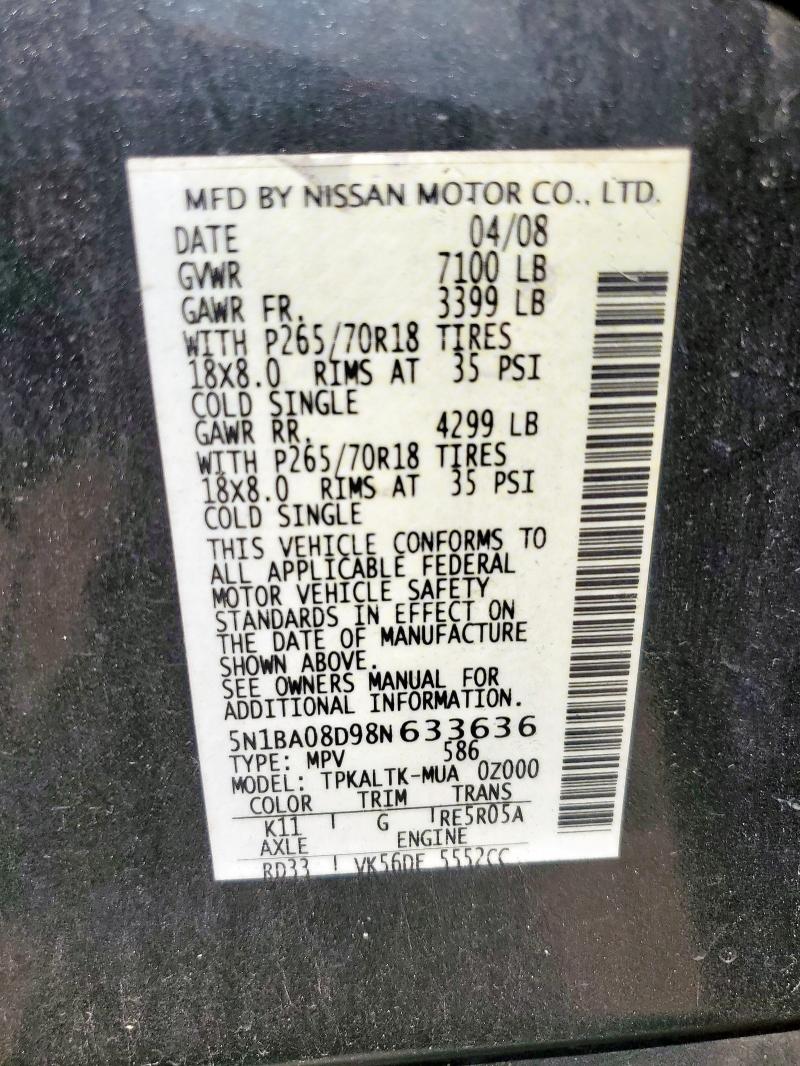 MFD BY NISSAN MOTOR CO., LTD.
DATE 04/08
GVWR 7100 LB
GAWR FR. 3399 LB
WITH P265/70R18 TIRES
18X8.0 RIMS AT 35 PSI
COLD SINGLE
GAWR RR. 4299 LB
WITH P265/70R18 TIRES
18X8.0 RIMS AT 35 PSI
COLD SINGLE
THIS VEHICLE CONFORMS TO
ALL APPLICABLE FEDERAL
MOTOR VEHICLE SAFETY
STANDARDS IN EFFECT ON
THE DATE OF MANUFACTURE
SHOWN ABOVE.
SEE OWNERS MANUAL FOR
ADDITIONAL INFORMATION.
5N1BA08D98N633636
TYPE: MPV 586
MODEL: TPKALTK-MUA 0Z000
COLOR TRIM TRANS
K11 G RE5R05A
AXLE ENGINE
RD33 VK56DE 5552CC